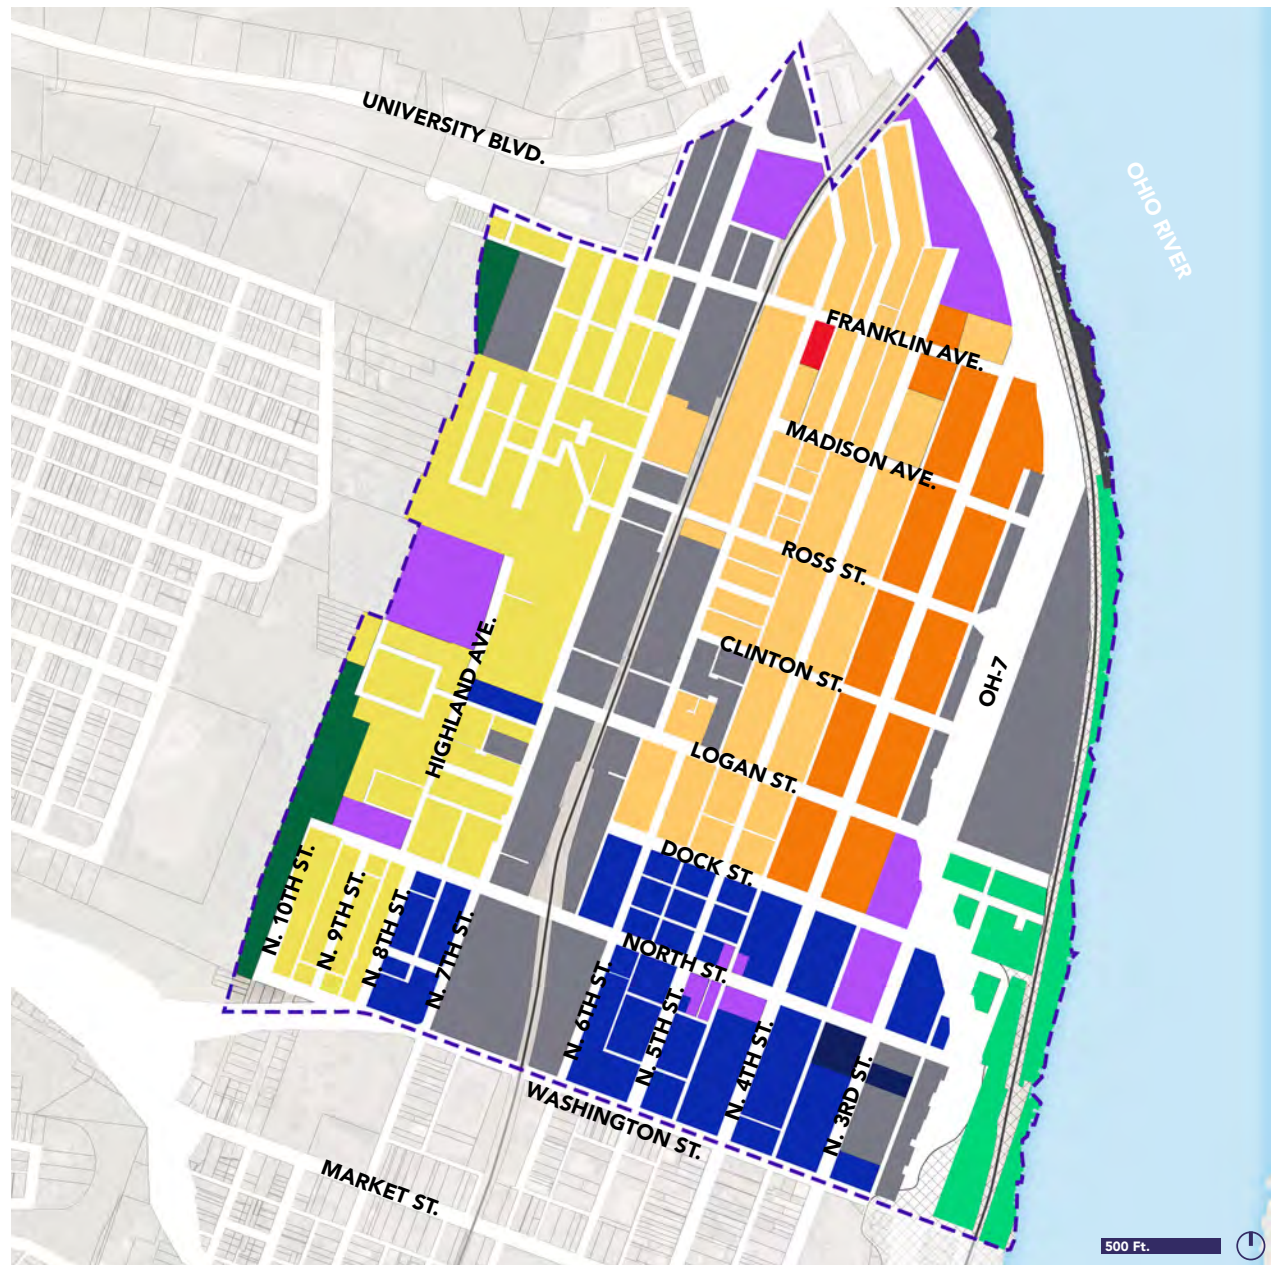 UNIVERSITY BLVD.
OHIO RIVER
FRANKLIN AVE.
MADISON AVE.
ROSS ST.
CLINTON ST.
HIGHLAND AVE.
OH-7
LOGAN ST.
DOCK ST.
N. 10TH ST.
N. 9TH ST.
N. 8TH ST.
N. 7TH ST.
NORTH ST.
N. 6TH ST.
N. 5TH ST.
N. 4TH ST.
N. 3RD ST.
WASHINGTON ST.
MARKET ST.
500 Ft.